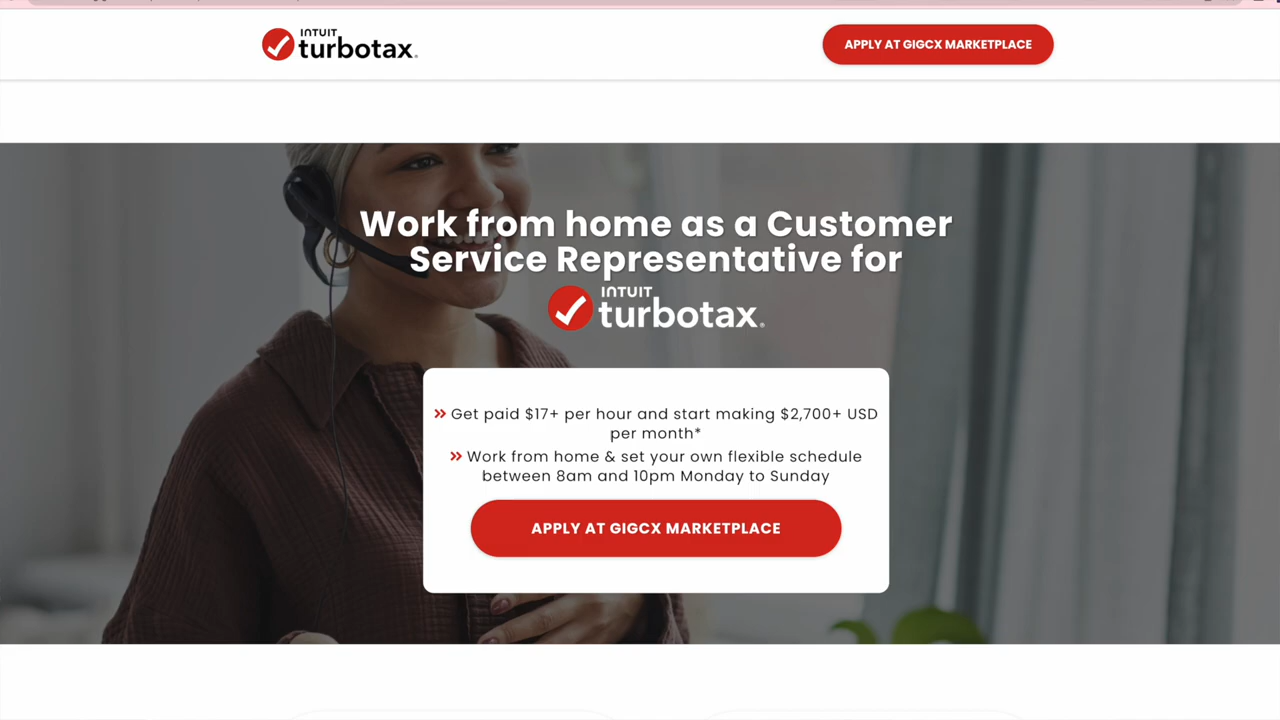 INTUIT
turbotax.
APPLY AT GIGCX MARKETPLACE
Work from home as a Customer
Service Representative for
INTUIT
turbotax.
» Get paid $17+ per hour and start making $2,700+ USD
per month*
» Work from home & set your own flexible schedule
between 8am and 10pm Monday to Sunday
APPLY AT GIGCX MARKETPLACE